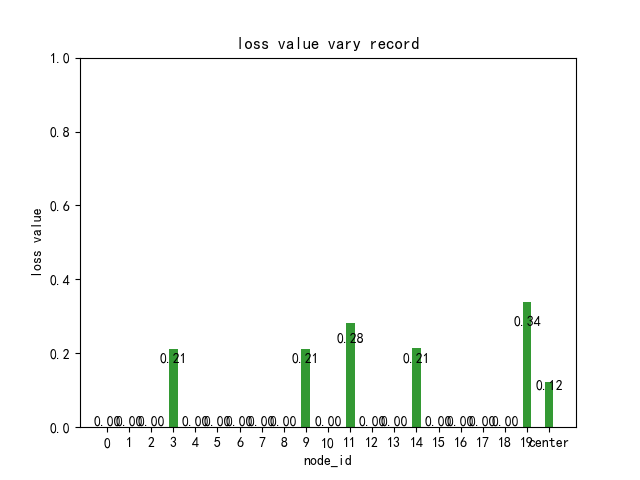 loss value vary record
1.0
0.8
0.6
0.4
0.2
0.0
loss value
0.00 0.00 0.00 0.21 0.00 0.00 0.00 0.00 0.00 0.21 0.00 0.28 0.00 0.00 0.21 0.00 0.00 0.00 0.00 0.34 0.12
0 1 2 3 4 5 6 7 8 9 10 11 12 13 14 15 16 17 18 19 center
node_id